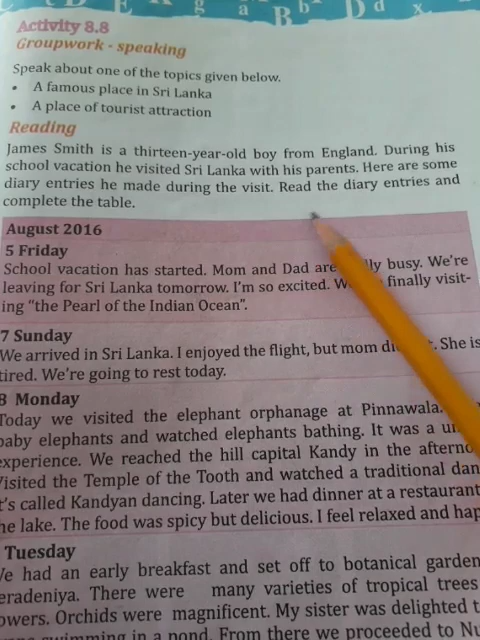 C D E g a B b D d x
Activity 8.8
Groupwork - speaking
Speak about one of the topics given below.
• A famous place in Sri Lanka
• A place of tourist attraction
Reading
James Smith is a thirteen-year-old boy from England. During his
school vacation he visited Sri Lanka with his parents. Here are some
diary entries he made during the visit. Read the diary entries and
complete the table.
August 2016
5 Friday
School vacation has started. Mom and Dad are busy. We're
leaving for Sri Lanka tomorrow. I'm so excited. finally visit-
ing "the Pearl of the Indian Ocean".
7 Sunday
We arrived in Sri Lanka. I enjoyed the flight, but mom She is
tired. We're going to rest today.
8 Monday
Today we visited the elephant orphanage at Pinnawala.
baby elephants and watched elephants bathing. It was a
experience. We reached the hill capital Kandy in the
Visited the Temple of the Tooth and watched a traditional
It's called Kandyan dancing. Later we had dinner at a restaurant
the lake. The food was spicy but delicious. I feel relaxed and
Tuesday
We had an early breakfast and set off to botanical
There were many varieties of tropical trees
Orchids were magnificent. My sister was delighted
swimming in a pond. From there we proceeded to